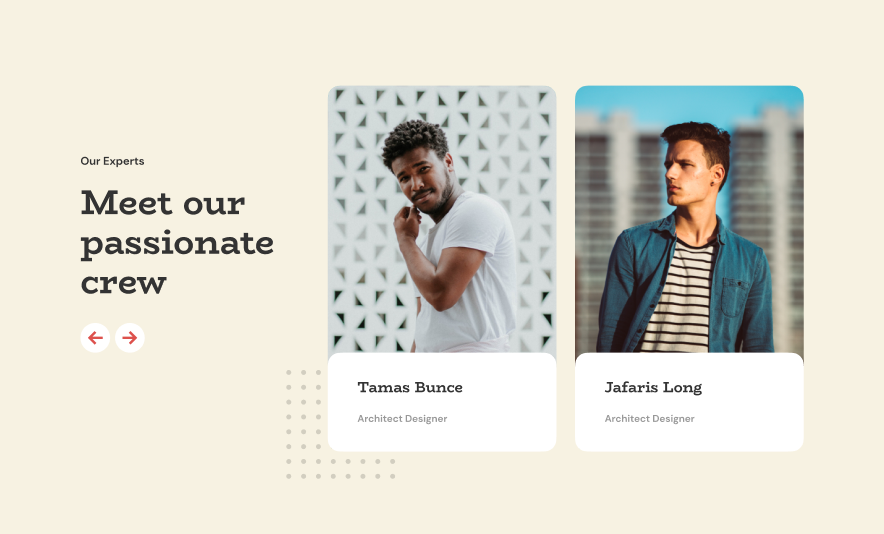 Our Experts
Meet our
passionate
crew
Tamas Bunce
Architect Designer
Jafaris Long
Architect Designer